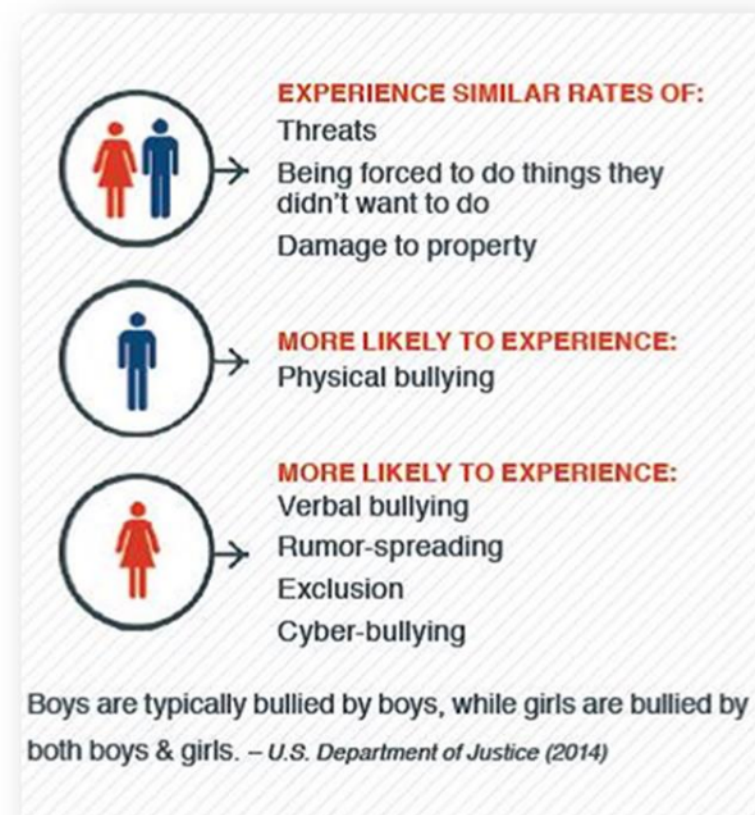 EXPERIENCE SIMILAR RATES OF:
Threats
Being forced to do things they
didn't want to do
Damage to property
MORE LIKELY TO EXPERIENCE:
Physical bullying
MORE LIKELY TO EXPERIENCE:
Verbal bullying
Rumor-spreading
Exclusion
Cyber-bullying
Boys are typically bullied by boys, while girls are bullied by
both boys & girls. – U.S. Department of Justice (2014)